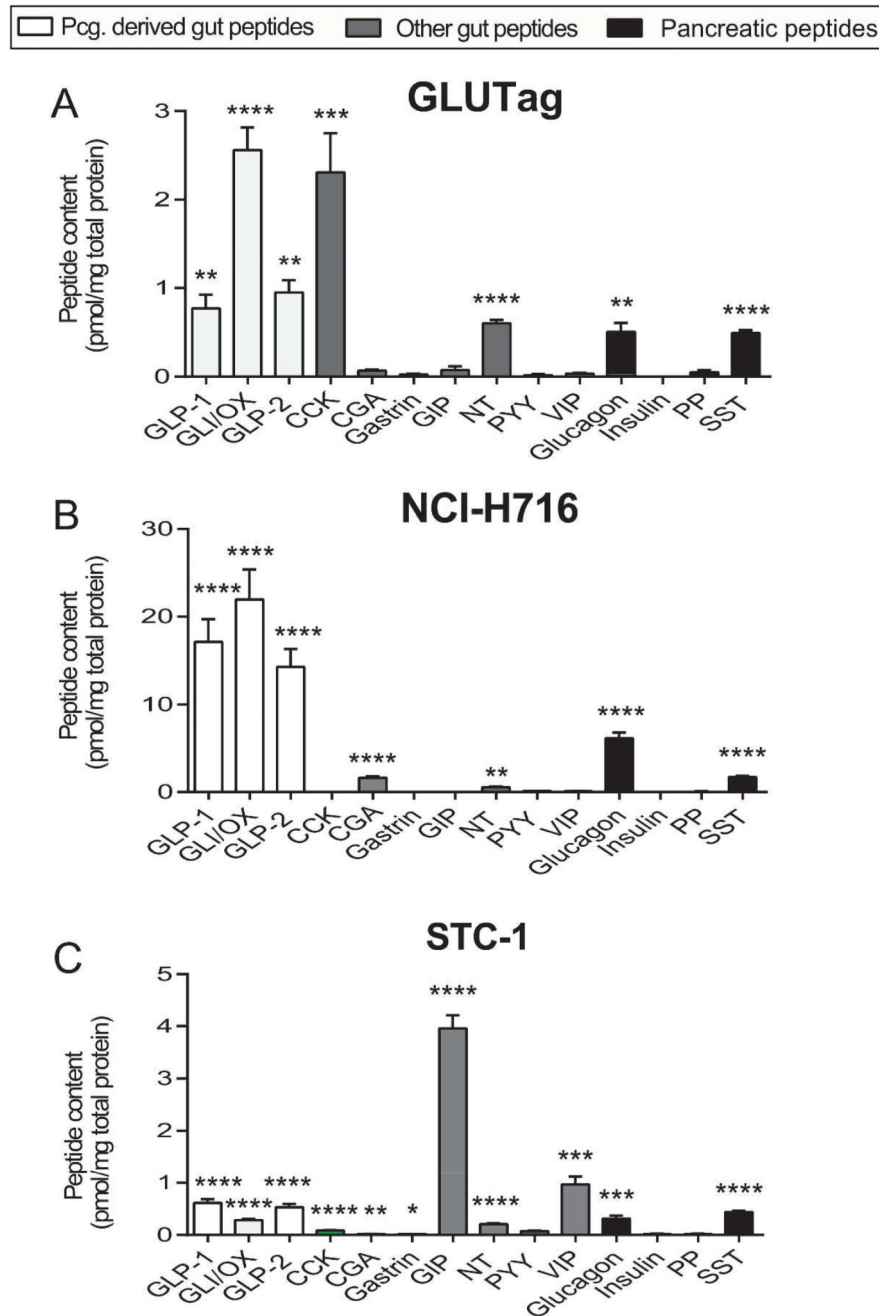 Pcg. derived gut peptides Other gut peptides Pancreatic peptides
A
GLUTag
Peptide content
(pmol/mg total protein)
3
2
1
0
** **** ** *** **** ** ****
GLP-1 GLI/OX GLP-2 CCK CGA Gastrin GIP NT PYY VIP Glucagon Insulin PP SST
B
NCI-H716
Peptide content
(pmol/mg total protein)
30
20
10
0
**** **** **** **** ** **** ****
GLP-1 GLI/OX GLP-2 CCK CGA Gastrin GIP NT PYY VIP Glucagon Insulin PP SST
C
STC-1
Peptide content
(pmol/mg total protein)
5
4
3
2
1
0
**** **** **** **** ** * **** **** *** *** ****
GLP-1 GLI/OX GLP-2 CCK CGA Gastrin GIP NT PYY VIP Glucagon Insulin PP SST